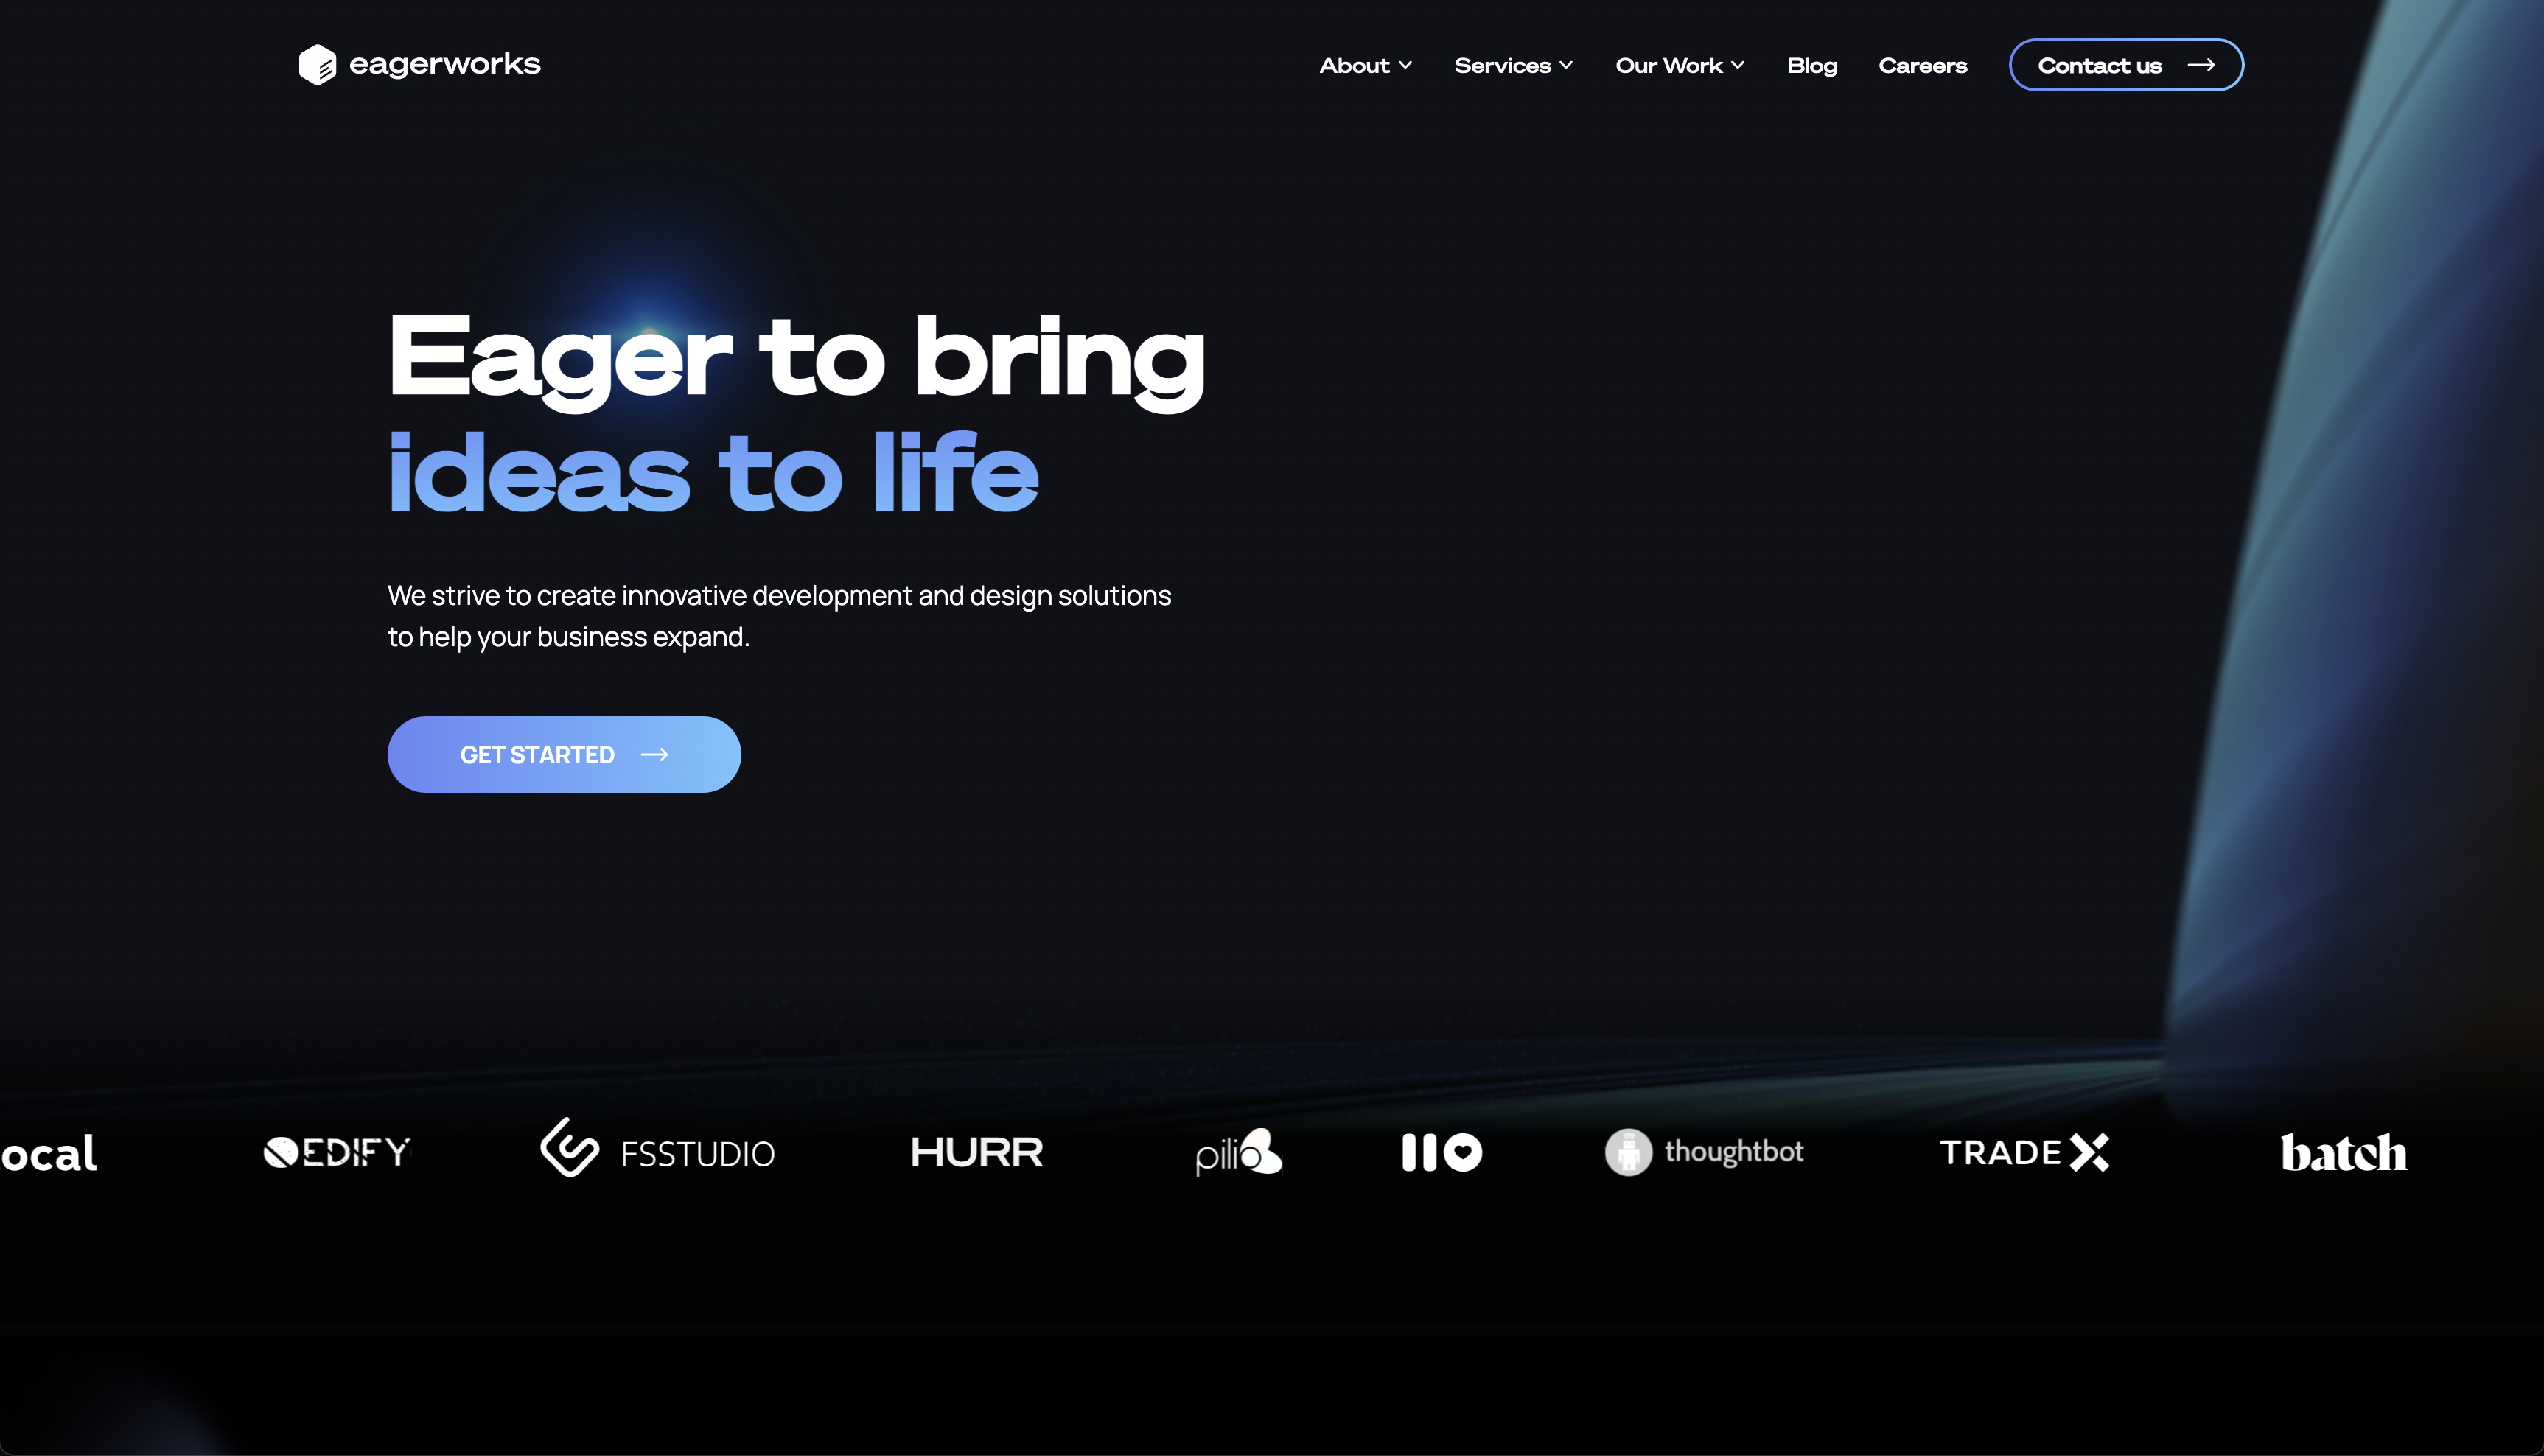 eagerworks
About
Services
Our Work
Blog
Careers
Contact us
Eager to bring
ideas to life
We strive to create innovative development and design solutions
to help your business expand.
GET STARTED
ocal
EDIFY
FSSTUDIO
HURR
pilio
thoughtbot
TRADE X
batch